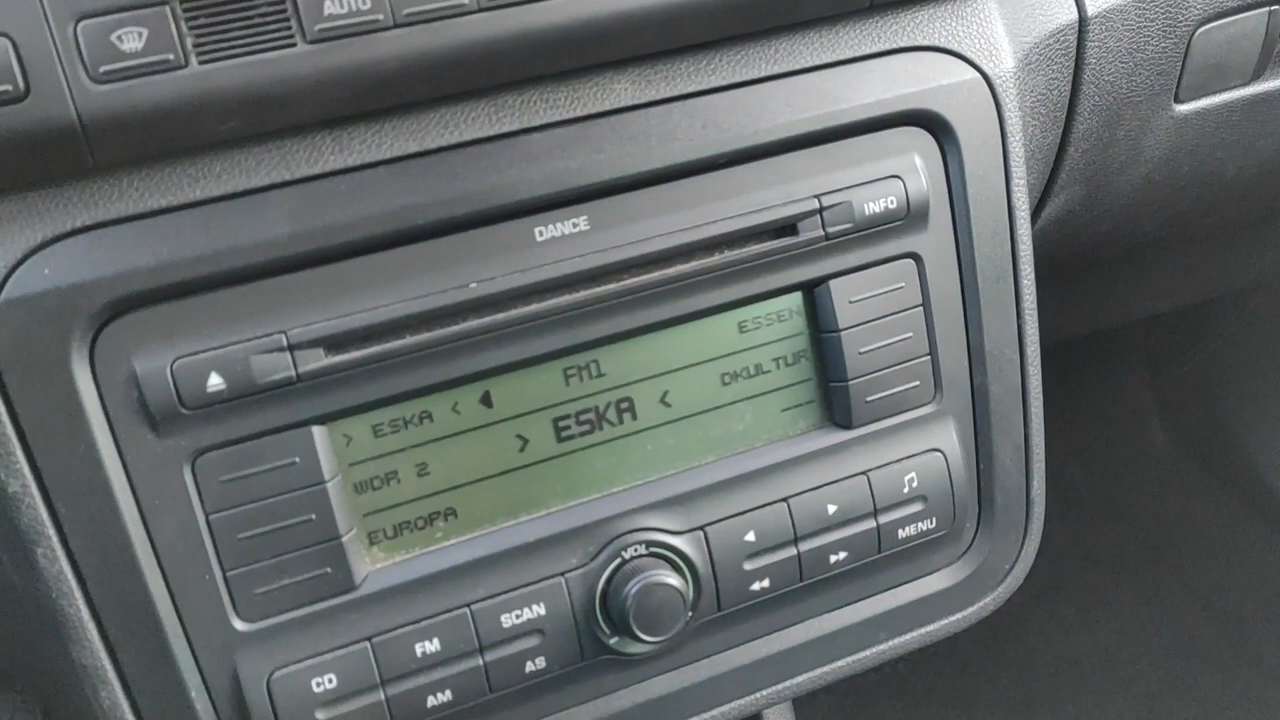 AUTO
DANCE
INFO
> ESKA <
FM1
ESSEN
WDR 2
> ESKA <
DKULTUR
EUROPA
VOL
MENU
SCAN
AS
FM
AM
CD